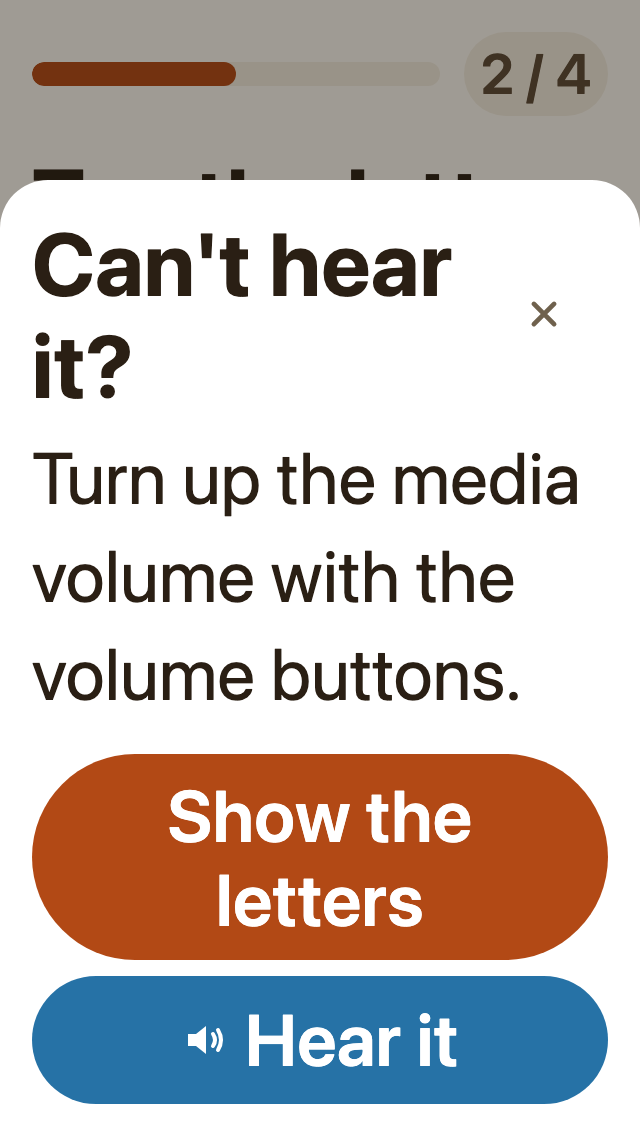 2 / 4
Can't hear
it?
Turn up the media
volume with the
volume buttons.
Show the
letters
Hear it